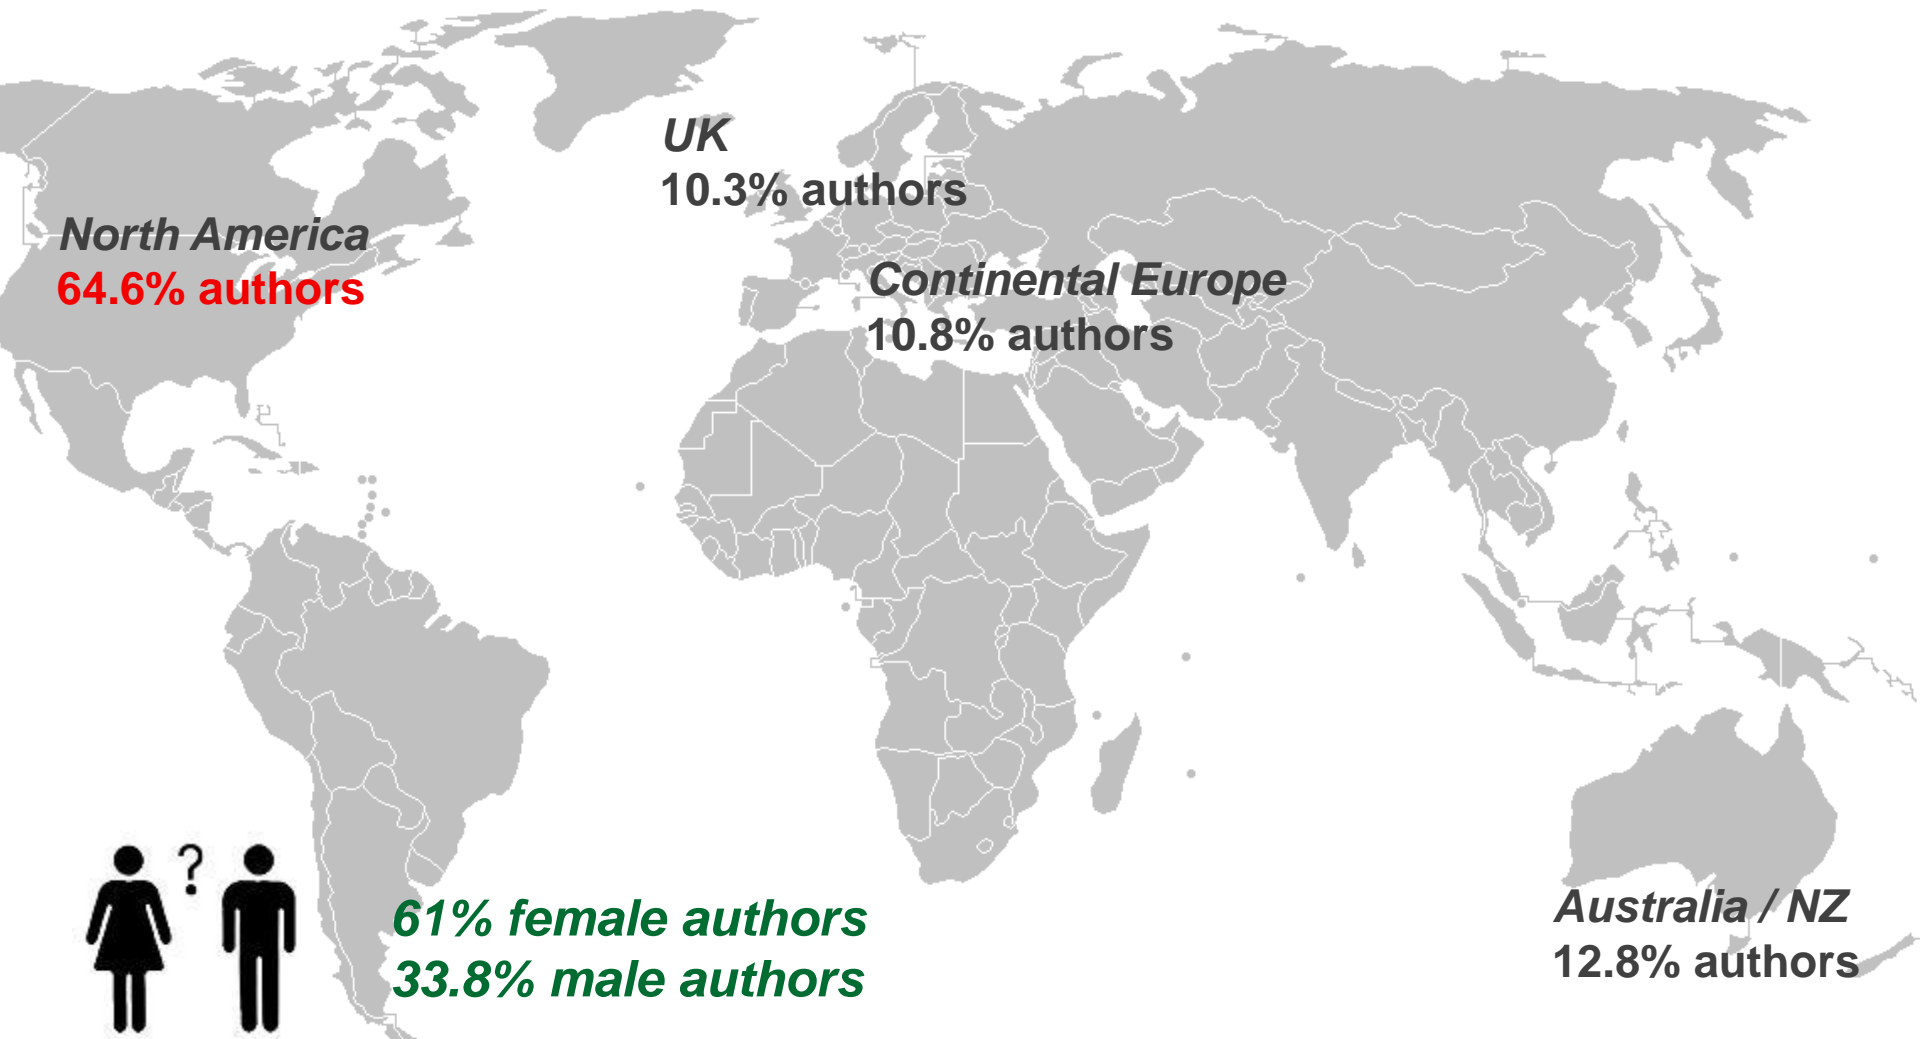 UK
10.3% authors
North America
64.6% authors
Continental Europe
10.8% authors
?
61% female authors
33.8% male authors
Australia / NZ
12.8% authors